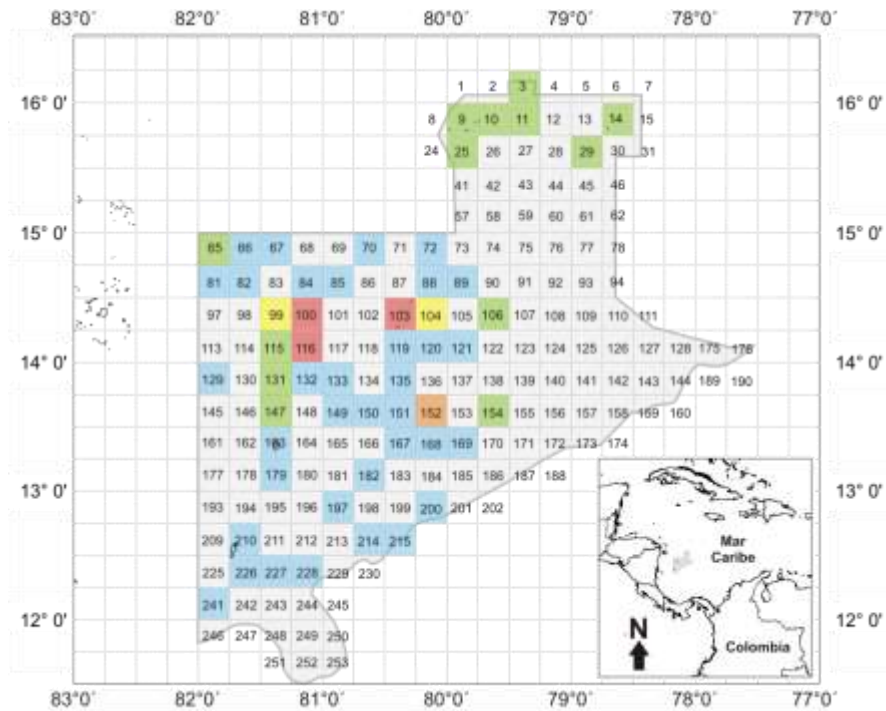 83°0´ 82°0´ 81°0´ 80°0´ 79°0´ 78°0´ 77°0´
1 2 3 4 5 6 7
16° 0´ 16° 0´
8 9 10 11 12 13 14 15
24 25 26 27 28 29 30 31
41 42 43 44 45 46
57 58 59 60 61 62
15° 0´ 15° 0´
65 66 67 68 69 70 71 72 73 74 75 76 77 78
81 82 83 84 85 86 87 88 89 90 91 92 93 94
97 98 99 100 101 102 103 104 105 106 107 108 109 110 111
14° 0´ 14° 0´
113 114 115 116 117 118 119 120 121 122 123 124 125 126 127 128 175 176
129 130 131 132 133 134 135 136 137 138 139 140 141 142 143 144 189 190
145 146 147 148 149 150 151 152 153 154 155 156 157 158 159 160
161 162 163 164 165 166 167 168 169 170 171 172 173 174
177 178 179 180 181 182 183 184 185 186 187 188
13° 0´ 13° 0´
193 194 195 196 197 198 199 200 201 202
209 210 211 212 213 214 215
225 226 227 228 229 230
12° 0´ 12° 0´
241 242 243 244 245
246 247 248 249 250
251 252 253
Mar
Caribe
N
Colombia
83°0´ 82°0´ 81°0´ 80°0´ 79°0´ 78°0´ 77°0´